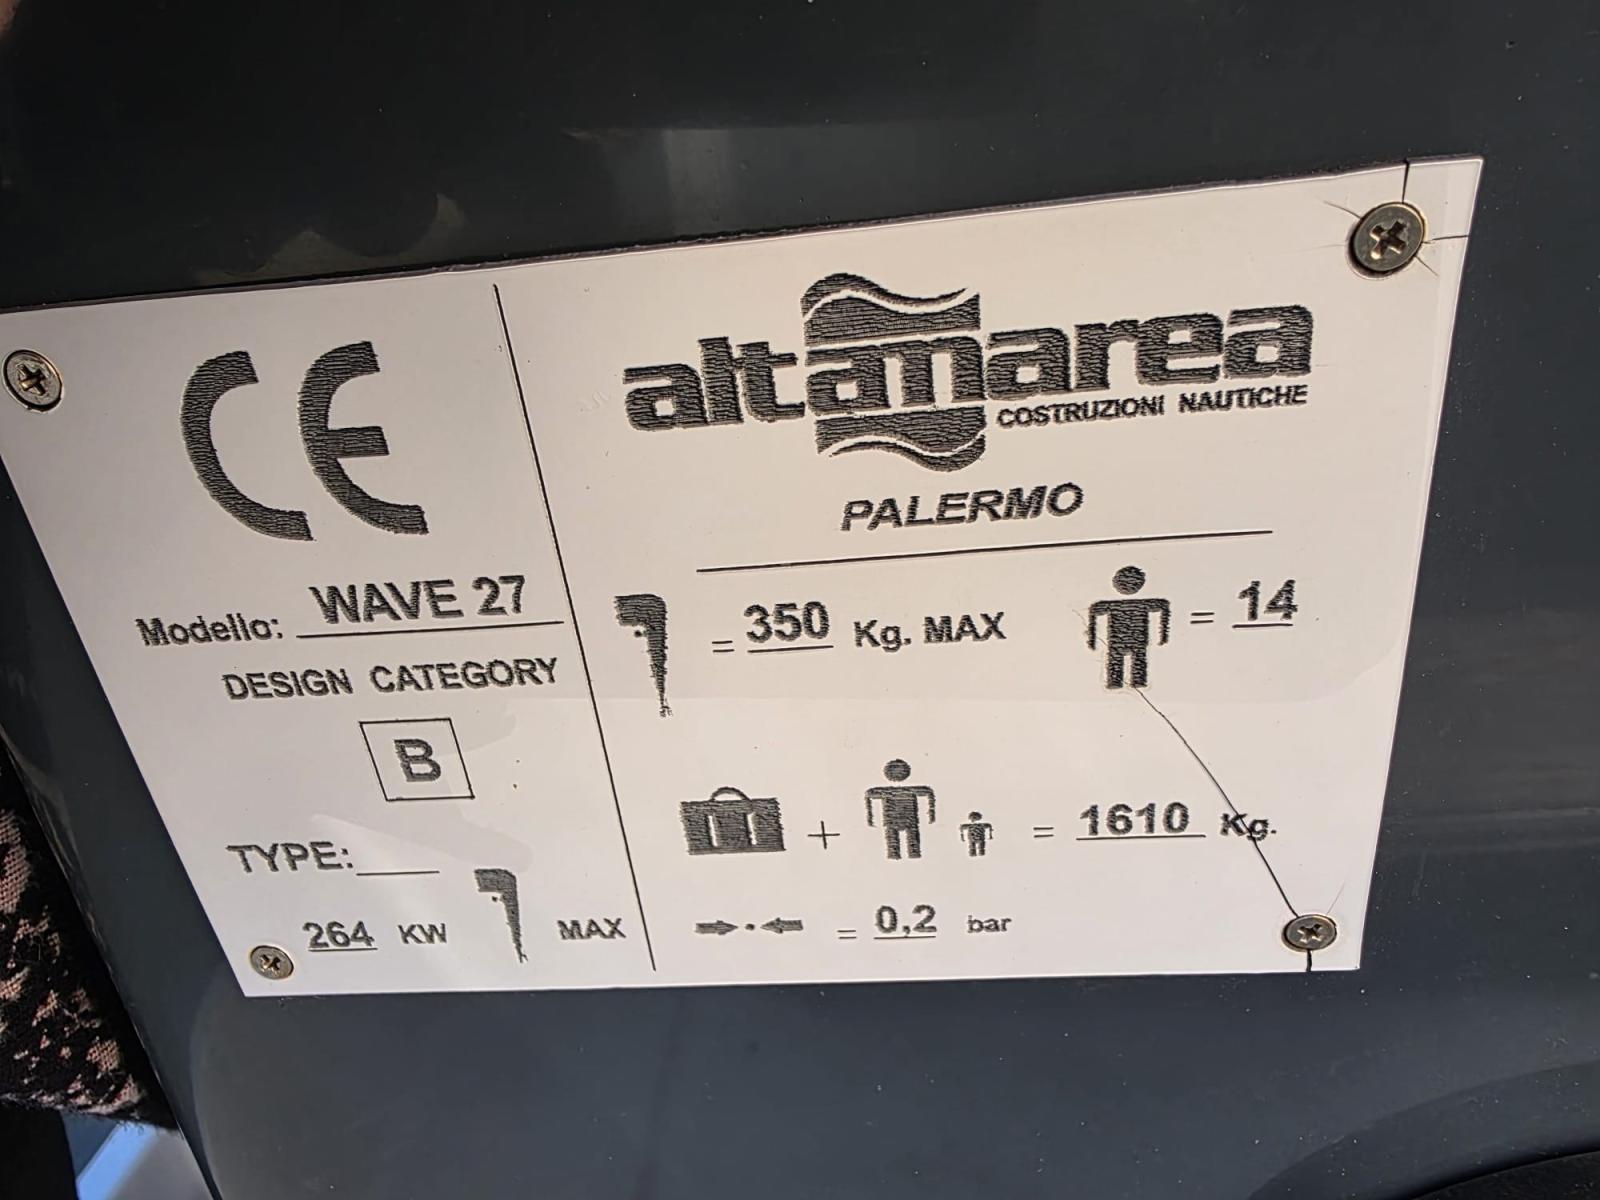 CE
Modello: WAVE 27
DESIGN CATEGORY
B
TYPE:
264 KW MAX
altamarea
COSTRUZIONI NAUTICHE
PALERMO
= 350 Kg. MAX
= 14
+ = 1610 Kg.
= 0,2 bar